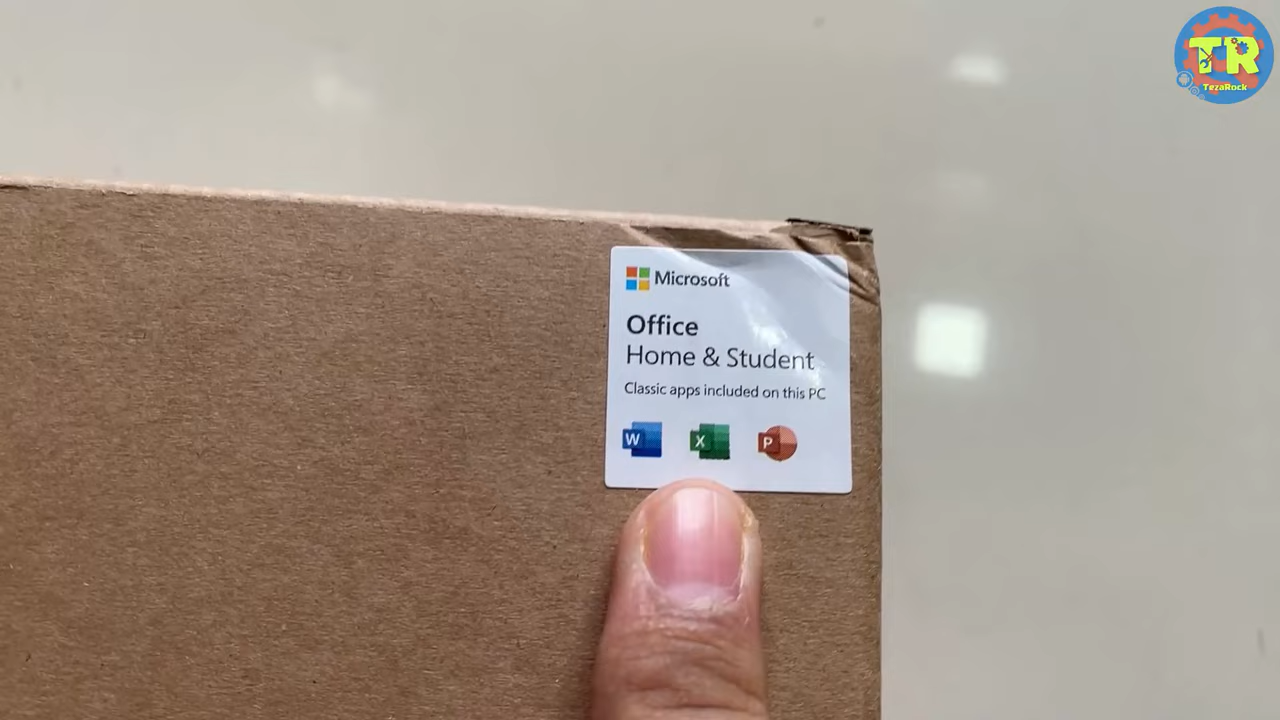 TR
TezaRock
Microsoft
Office
Home & Student
Classic apps included on this PC
W
X
P